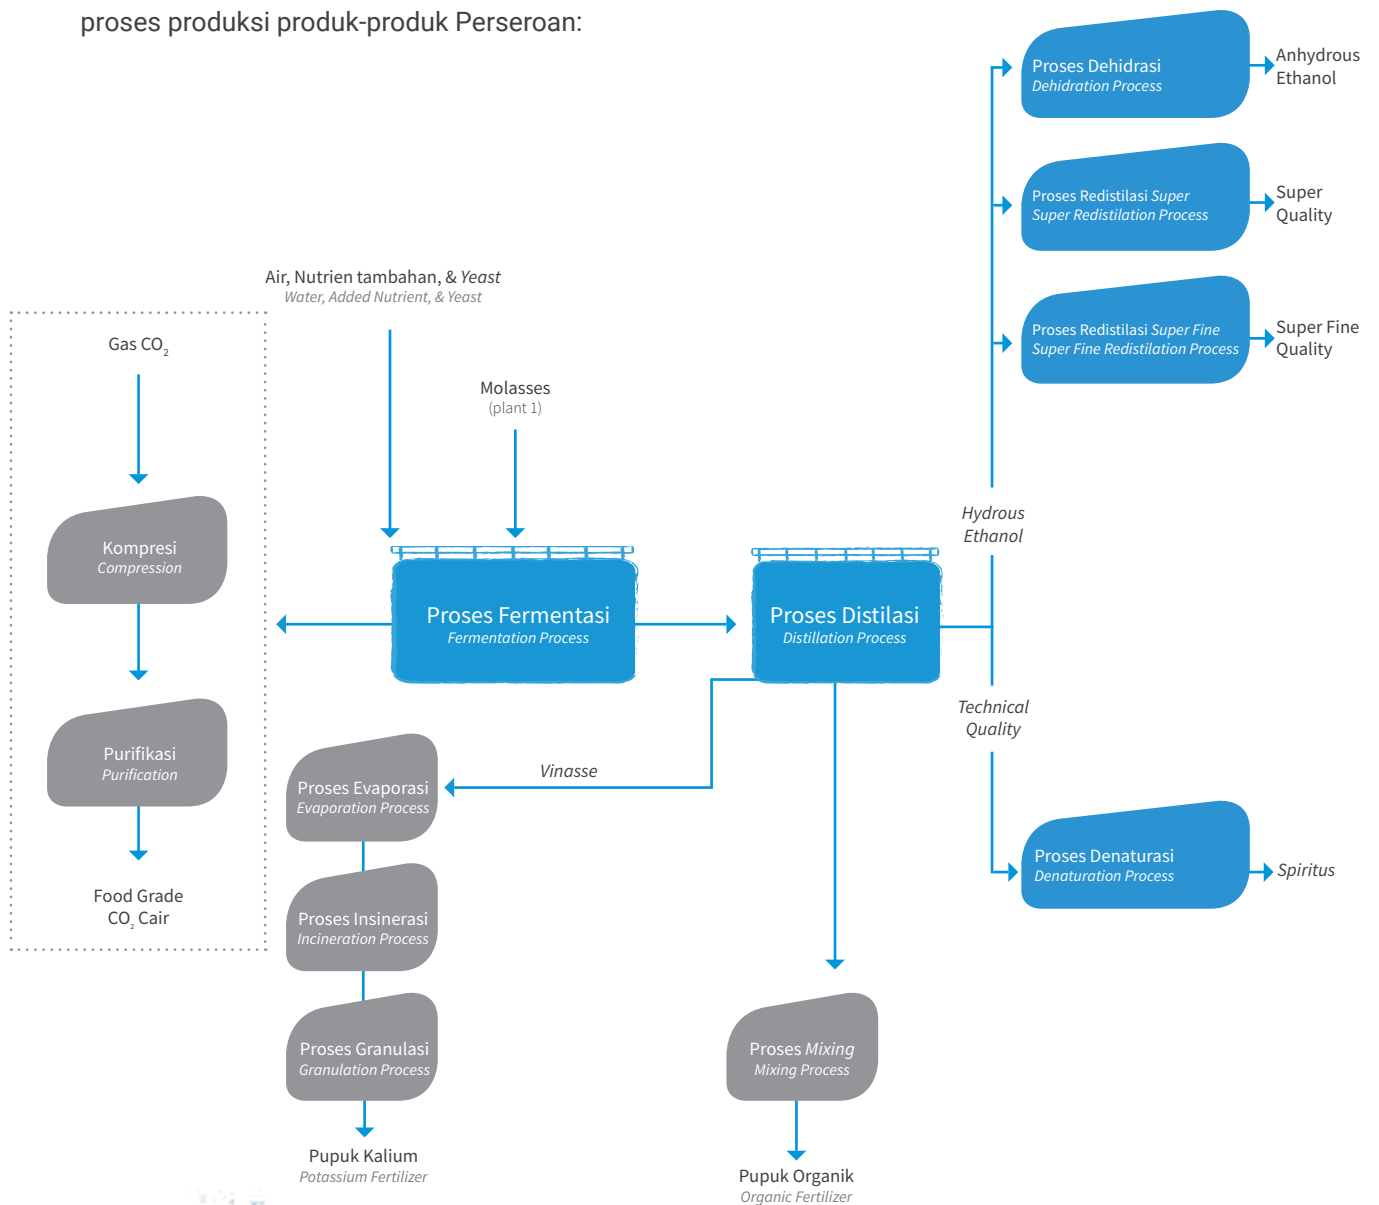 proses produksi produk-produk Perseroan:
Proses Dehidrasi
Dehidration Process
Anhydrous
Ethanol
Proses Redistilasi Super
Super Redistilation Process
Super
Quality
Proses Redistilasi Super Fine
Super Fine Redistilation Process
Super Fine
Quality
Air, Nutrien tambahan, & Yeast
Water, Added Nutrient, & Yeast
Gas CO₂
Molasses
(plant 1)
Kompresi
Compression
Hydrous
Ethanol
Proses Fermentasi
Fermentation Process
Proses Distilasi
Distillation Process
Technical
Quality
Purifikasi
Purification
Vinasse
Proses Evaporasi
Evaporation Process
Proses Denaturasi
Denaturation Process
Spiritus
Food Grade
CO₂ Cair
Proses Insinerasi
Incineration Process
Proses Granulasi
Granulation Process
Proses Mixing
Mixing Process
Pupuk Kalium
Potassium Fertilizer
Pupuk Organik
Organic Fertilizer